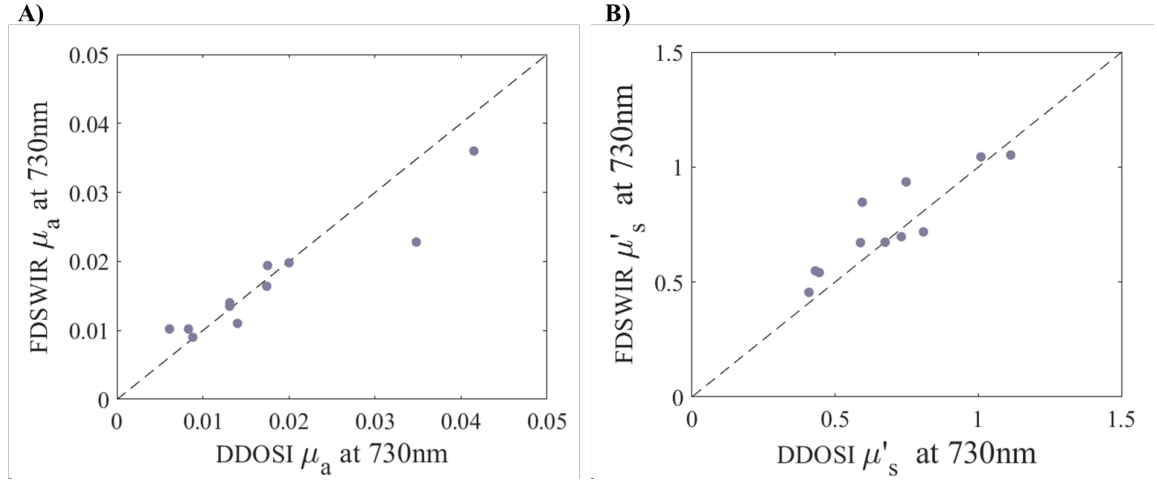 A)
0.05
0.04
0.03
0.02
0.01
0
0 0.01 0.02 0.03 0.04 0.05
FDSWIR μa at 730nm
DDOSI μa at 730nm
B)
1.5
1
0.5
0
0 0.5 1 1.5
FDSWIR μ's at 730nm
DDOSI μ's at 730nm